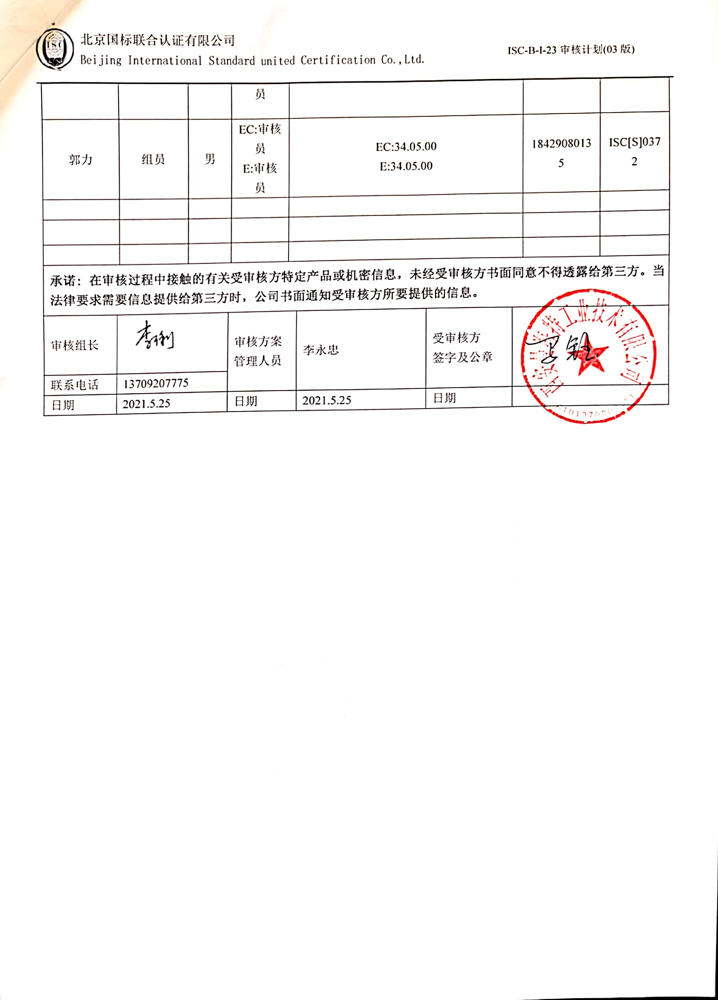 ISC
北京国标联合认证有限公司
Beijing International Standard united Certification Co.,Ltd.
ISC-B-I-23 审核计划(03 版)
员
郭力
组员
男
EC:审核
员
E:审核
员
EC:34.05.00
E:34.05.00
1842908013
5
ISC[S]037
2
承诺：在审核过程中接触的有关受审核方特定产品或机密信息，未经受审核方书面同意不得透露给第三方。当
法律要求需要信息提供给第三方时，公司书面通知受审核方所要提供的信息。
审核组长
审核方案
管理人员
李永忠
受审核方
签字及公章
西安
特工业技术有限公司
联系电话
13709207775
日期
2021.5.25
日期
2021.5.25
日期